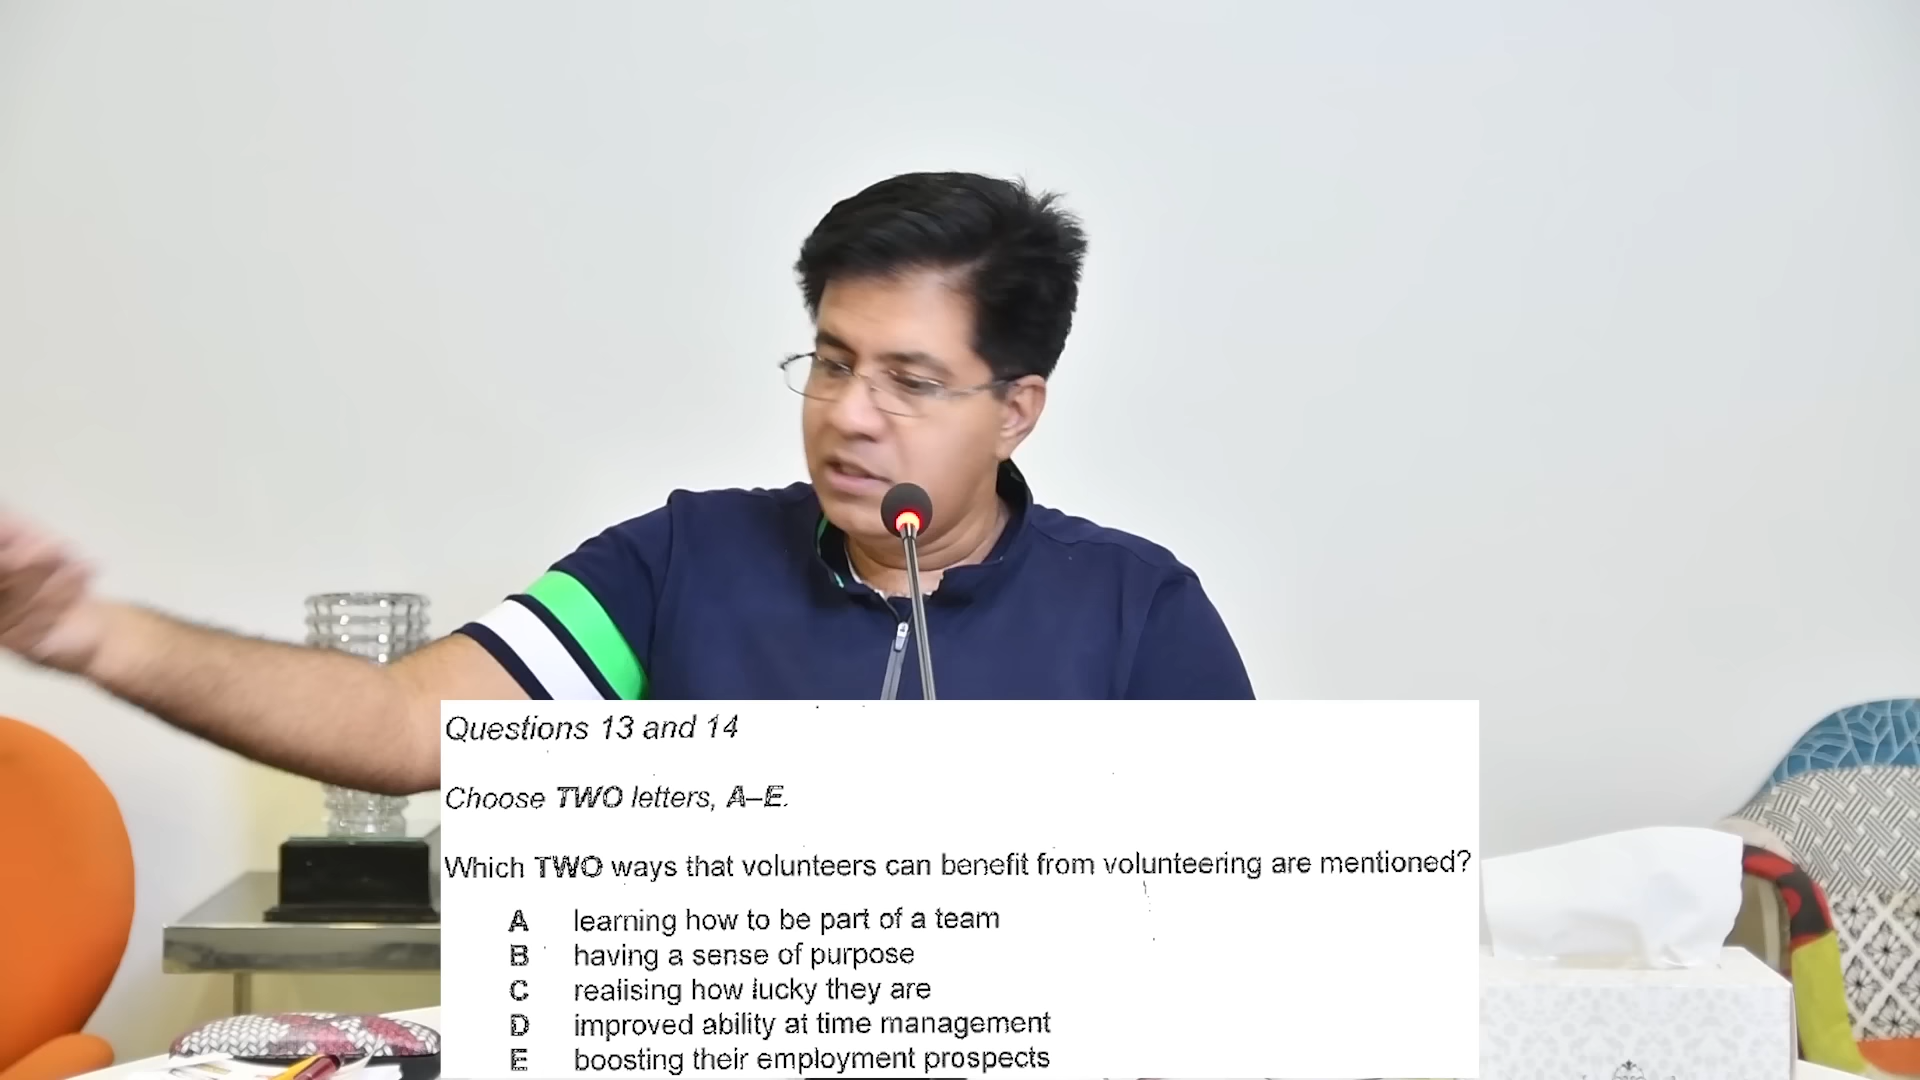 Questions 13 and 14
Choose TWO letters, A–E.
Which TWO ways that volunteers can benefit from volunteering are mentioned?
A learning how to be part of a team
B having a sense of purpose
C realising how lucky they are
D improved ability at time management
E boosting their employment prospects